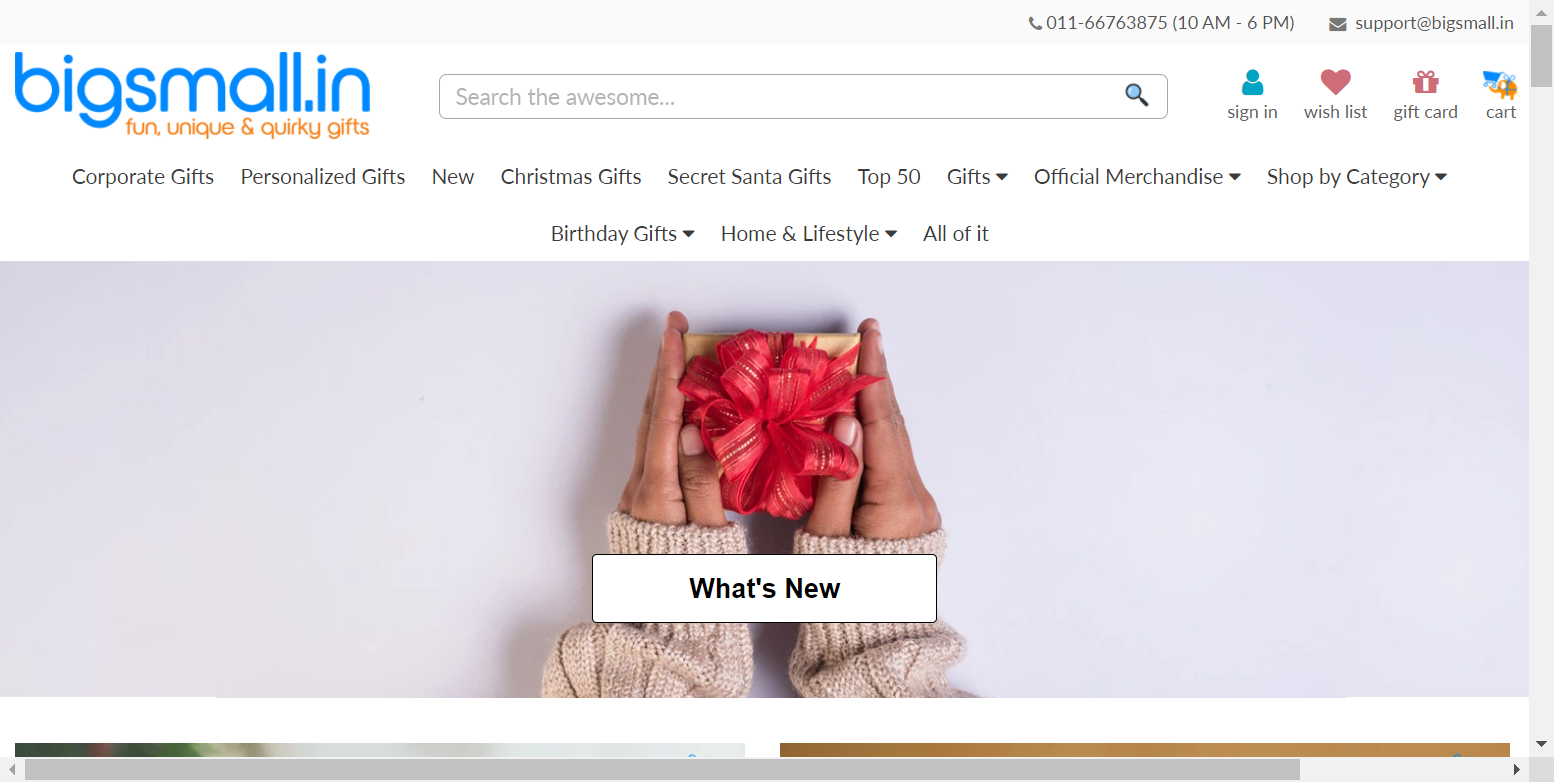 011-66763875 (10 AM - 6 PM) support@bigsmall.in
bigsmall.in
fun, unique & quirky gifts
Search the awesome...
sign in wish list gift card cart
Corporate Gifts Personalized Gifts New Christmas Gifts Secret Santa Gifts Top 50 Gifts Official Merchandise Shop by Category
Birthday Gifts Home & Lifestyle All of it
What's New